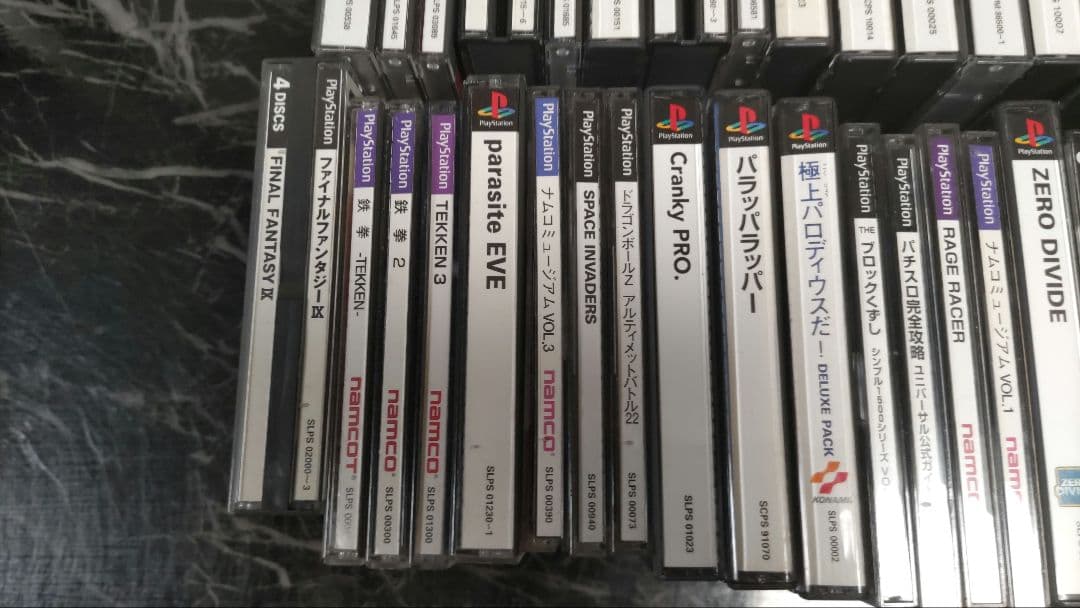 SLPS 01645
10014
00025
10007
4 DISCS
FINAL FANTASY IX
PlayStation
ファイナルファンタジーIX
SLPS 02000〜3
PlayStation
鉄拳 -TEKKEN-
namcoT
PlayStation
鉄拳 2
namco
SLPS 00300
PlayStation
TEKKEN 3
namco
SLPS 01300
PlayStation
parasite EVE
SLPS 01230~1
PlayStation
ナムコミュージアム VOL.3
namco
SLPS 00390
PlayStation
SPACE INVADERS
SLPS 00940
PlayStation
ドラゴンボールZ アルティメットバトル22
SLPS 00073
PlayStation
Cranky PRO.
SLPS 01023
PlayStation
パラッパラッパー
SCPS 91070
PlayStation
極上パロディウスだ! DELUXE PACK
KONAMI
SLPS 00002
PlayStation
THE ブロックくずし
シンプル1500シリーズ VO
PlayStation
パチスロ完全攻略 ユニバーサル公式ガイ
PlayStation
RAGE RACER
namc
PlayStation
ナムコミュージアム VOL.1
nam
PlayStation
ZERO DIVIDE